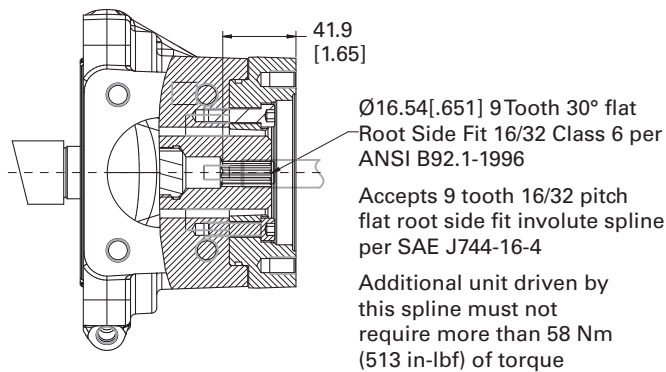 41.9
[1.65]
Ø16.54[.651] 9 Tooth 30° flat
Root Side Fit 16/32 Class 6 per
ANSI B92.1-1996
Accepts 9 tooth 16/32 pitch
flat root side fit involute spline
per SAE J744-16-4
Additional unit driven by
this spline must not
require more than 58 Nm
(513 in-lbf) of torque